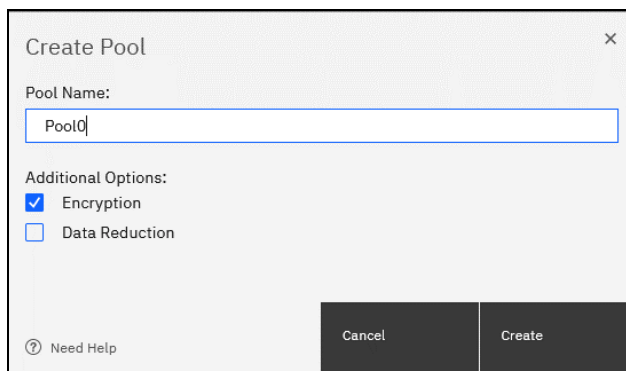 Create Pool
Pool Name:
Pool0
Additional Options:
Encryption
Data Reduction
Need Help
Cancel
Create